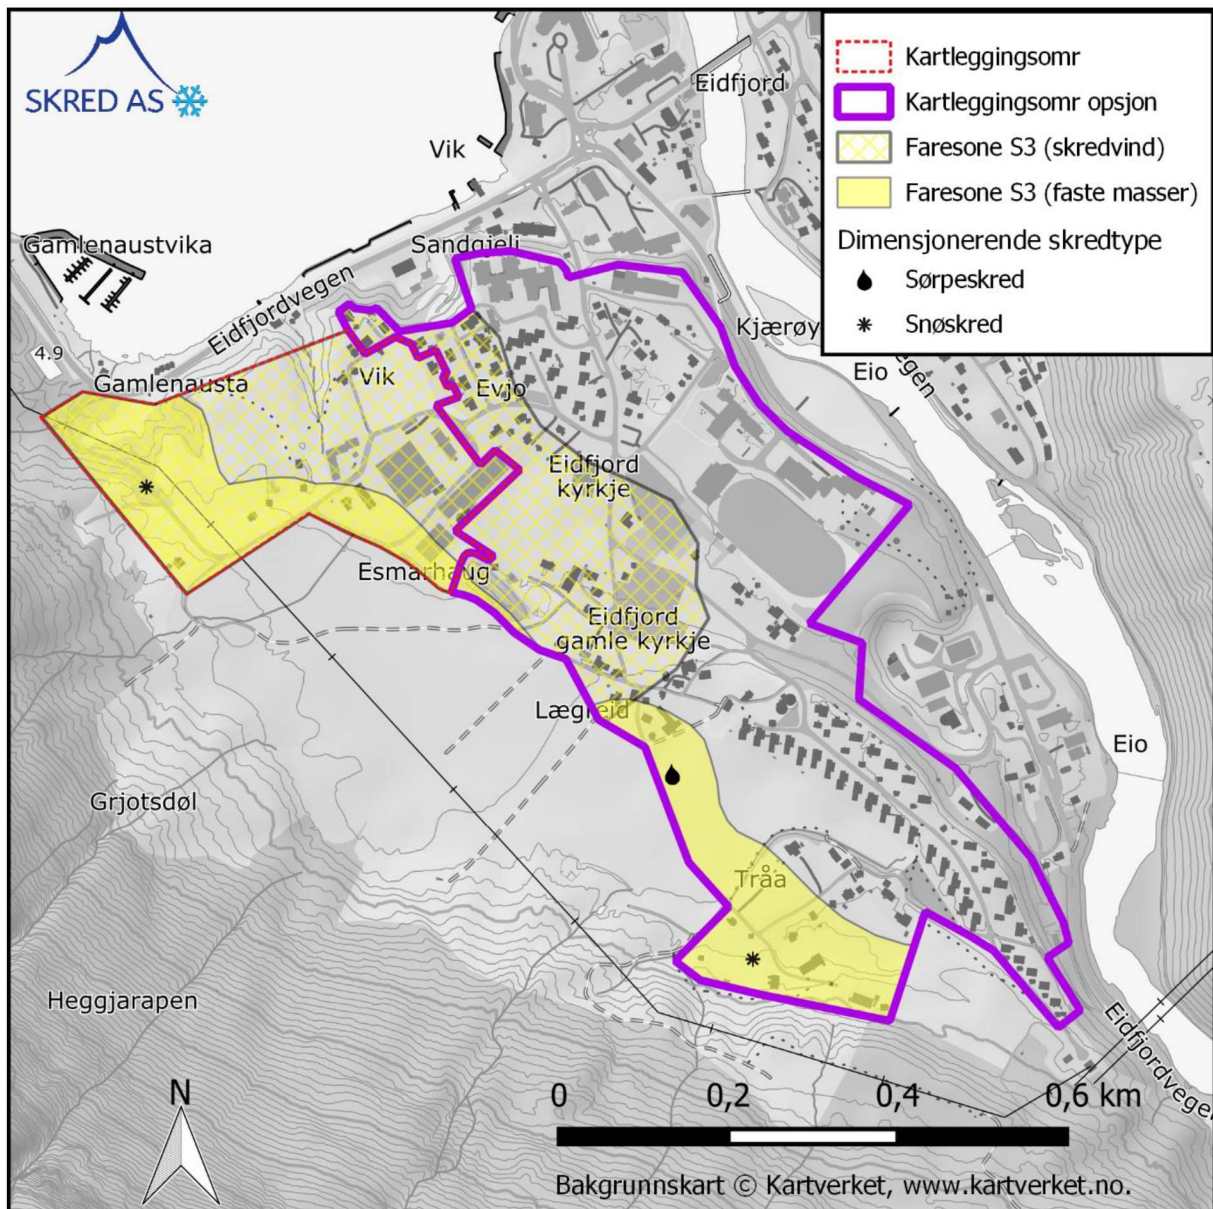 SKRED AS
Kartleggingsomr
Kartleggingsomr opsjon
Faresone S3 (skredvind)
Faresone S3 (faste masser)
Dimensjonerende skredtype
Sørpeskred
Snøskred
Eidfjord
Vik
Gamlenaustvika
Sandgjeli
Eidfjordvegen
Kjærøy
4.9
Eio
Gamlenausta
Vik
Evjo
Eidfjord
kyrkje
Esmarhaug
Eidfjord
gamle kyrkje
Lægreid
Eio
Grjotsdøl
Tråa
Heggjarapen
Eidfjordvegen
N
0 0,2 0,4 0,6 km
Bakgrunnskart © Kartverket, www.kartverket.no.